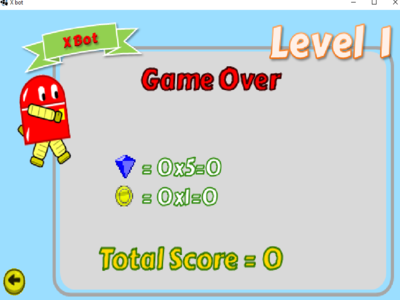 X bot
X Bot
Level 1
Game Over
= 0x5=0
= 0x1=0
Total Score = 0